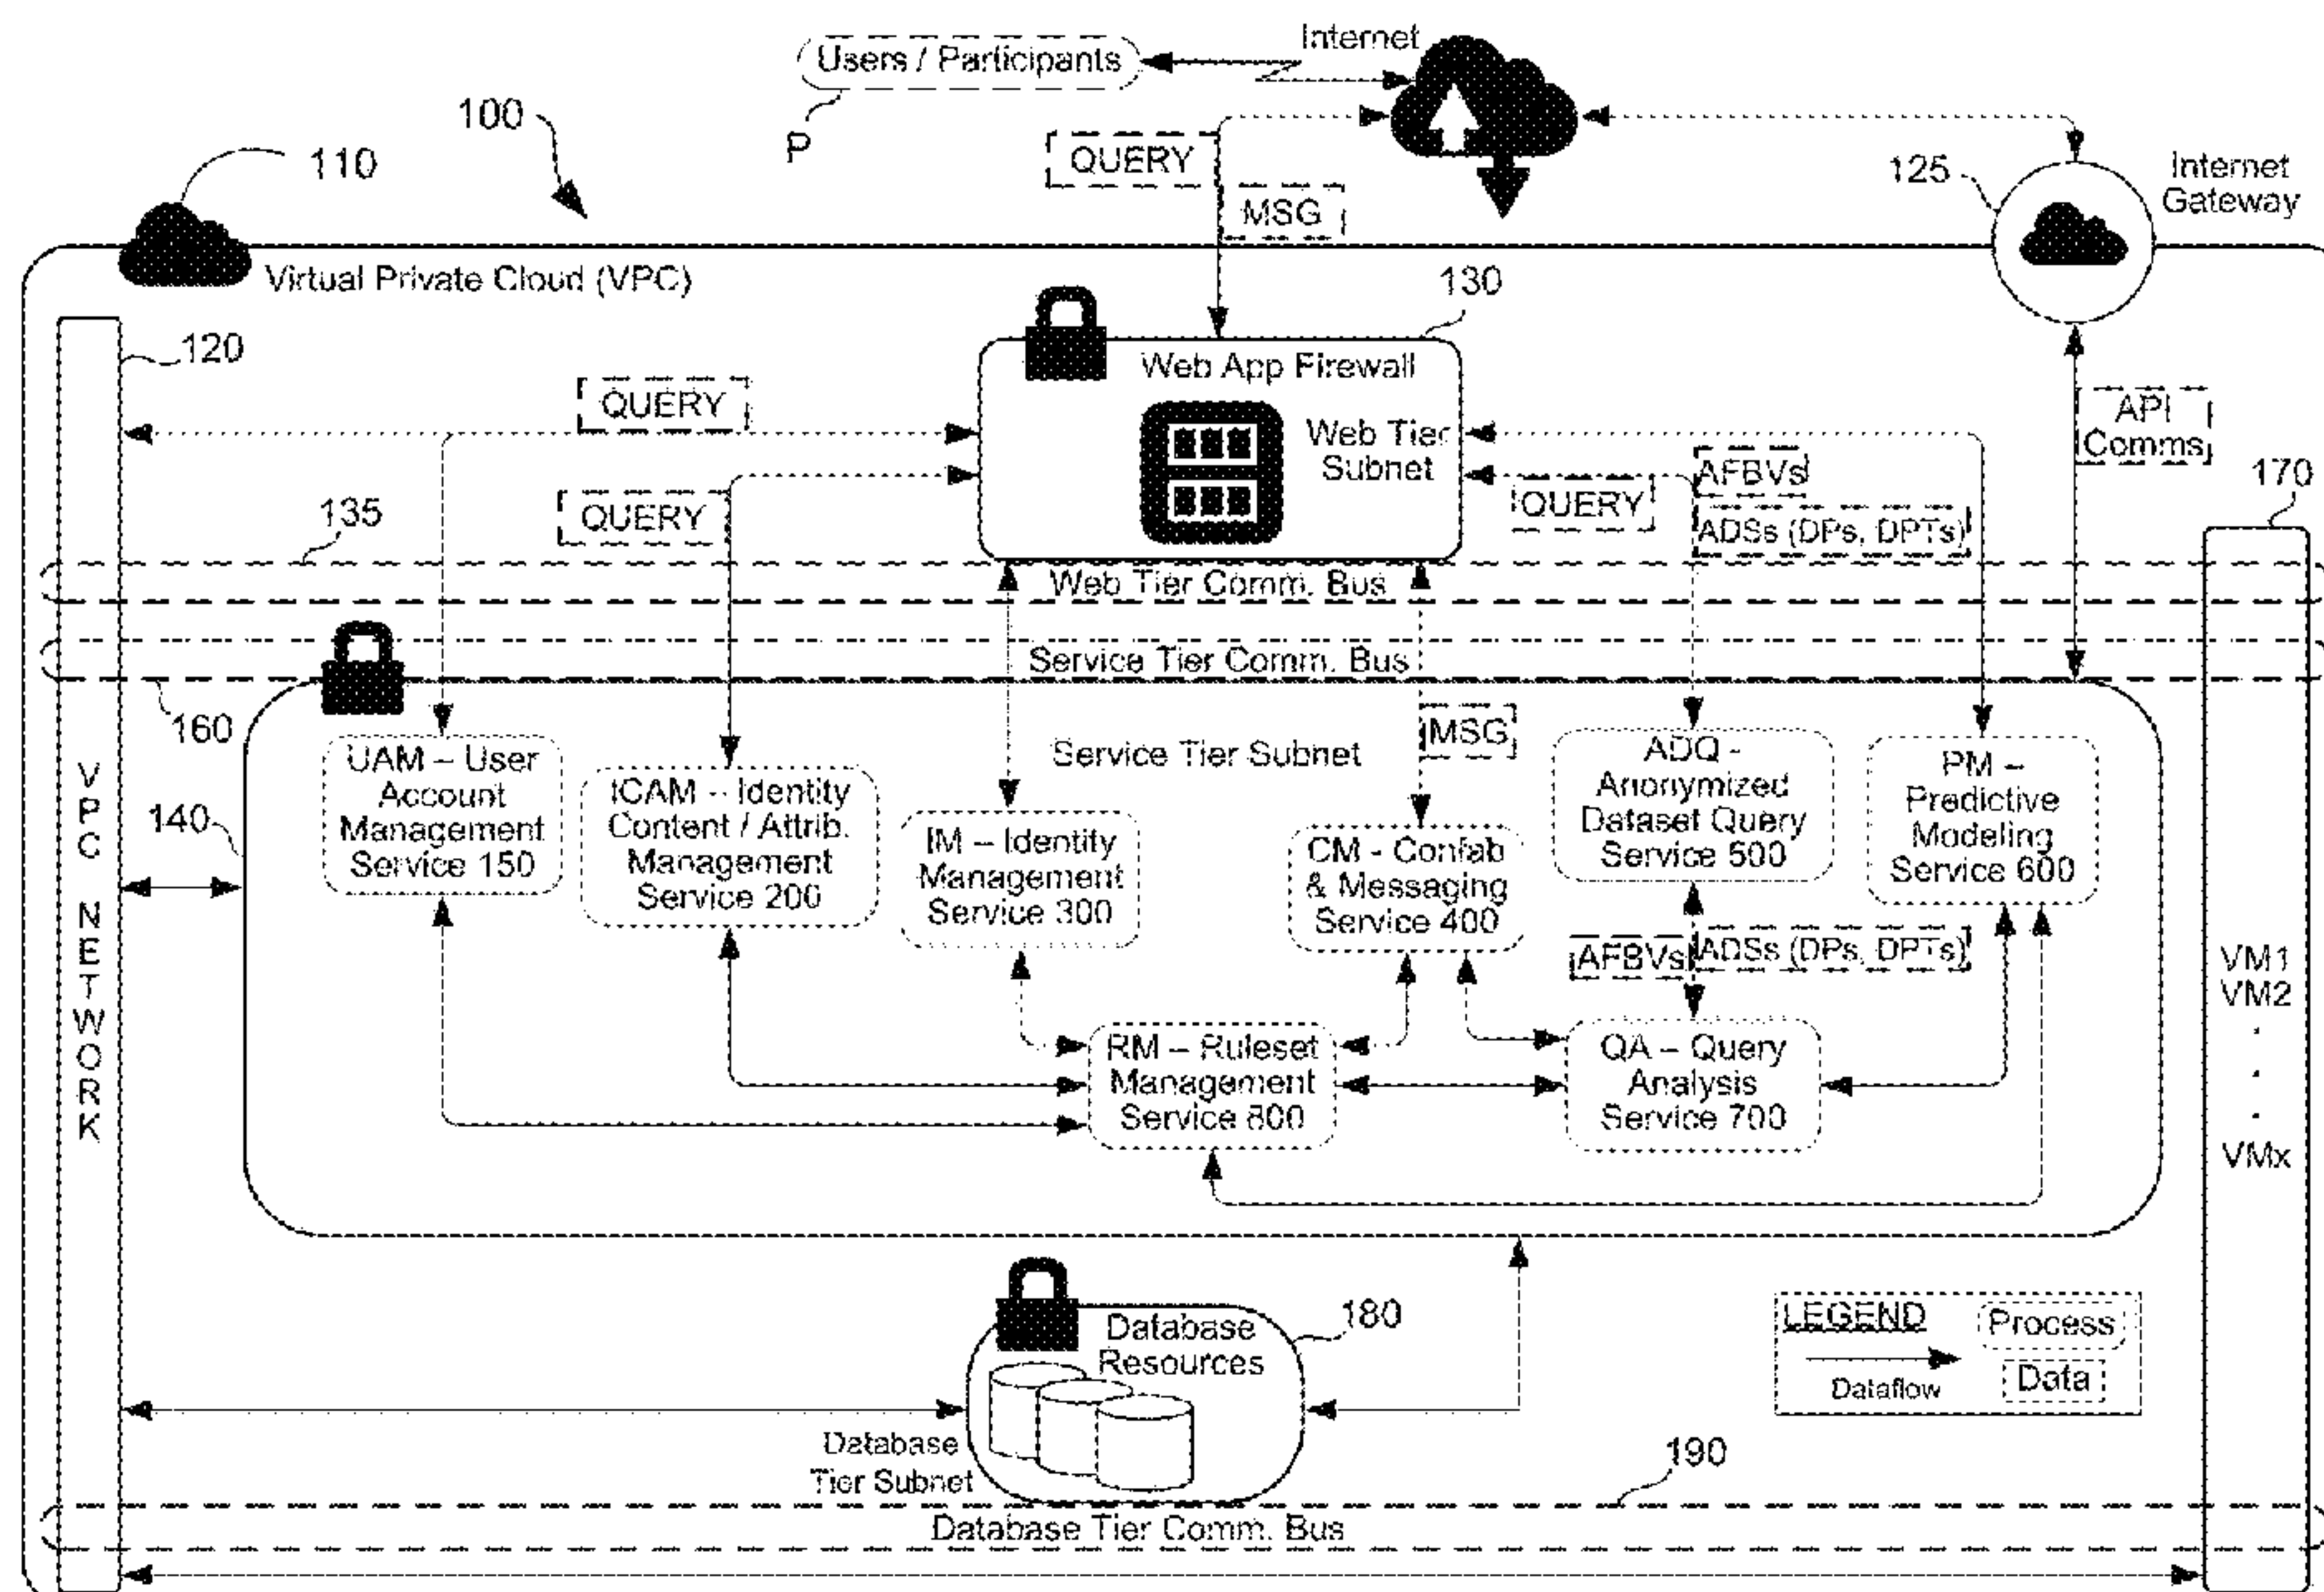 Internet
Users / Participants
P
100
110
QUERY
MSG
125
Internet
Gateway
Virtual Private Cloud (VPC)
130
120
Web App Firewall
Web Tier
Subnet
QUERY
QUERY
QUERY
AFBVs
ADSs (DPs, DPTs)
API
Comms
170
135
Web Tier Comm. Bus
Service Tier Comm. Bus
160
VPC NETWORK
140
UAM – User
Account
Management
Service 150
ICAM – Identity
Content / Attrib.
Management
Service 200
Service Tier Subnet
IM – Identity
Management
Service 300
MSG
CM - Confab
& Messaging
Service 400
ADQ -
Anonymized
Dataset Query
Service 500
PM –
Predictive
Modeling
Service 600
AFBVs
ADSs (DPs, DPTs)
VM1
VM2
.
.
.
VMx
RM – Ruleset
Management
Service 800
QA – Query
Analysis
Service 700
Database
Resources
180
LEGEND
Process
Dataflow
Data
Database
Tier Subnet
190
Database Tier Comm. Bus